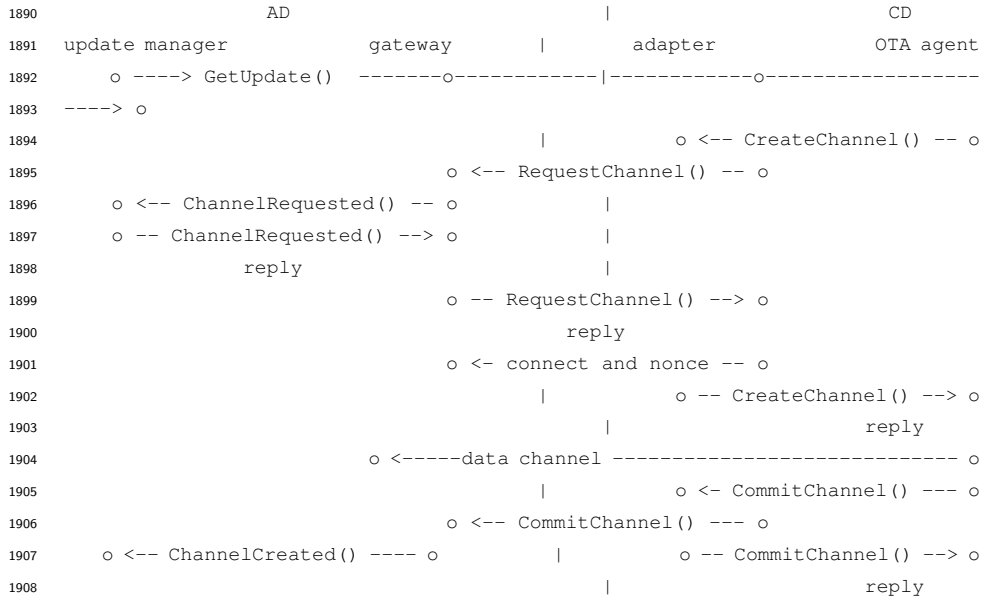 1890 AD | CD
1891 update manager gateway | adapter OTA agent
1892 o ----> GetUpdate() -------o------------|------------o------------------
1893 ----> o
1894 | o <-- CreateChannel() -- o
1895 o <-- RequestChannel() -- o
1896 o <-- ChannelRequested() -- o |
1897 o -- ChannelRequested() --> o |
1898 reply |
1899 o -- RequestChannel() --> o
1900 reply
1901 o <- connect and nonce -- o
1902 | o -- CreateChannel() --> o
1903 | reply
1904 o <-----data channel ----------------------------- o
1905 | o <- CommitChannel() --- o
1906 o <-- CommitChannel() --- o
1907 o <-- ChannelCreated() ---- o | o -- CommitChannel() --> o
1908 | reply